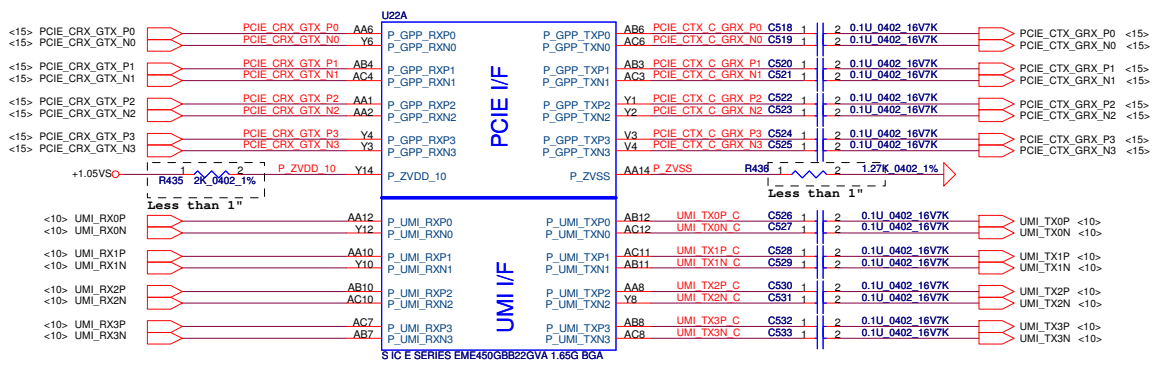 U22A
<15> PCIE_CRX_GTX_P0 PCIE_CRX_GTX_P0 AA6 P_GPP_RXP0 P_GPP_TXP0 AB6 PCIE_CTX_C_GRX_P0 C518 1 2 0.1U_0402_16V7K PCIE_CTX_GRX_P0 <15>
<15> PCIE_CRX_GTX_N0 PCIE_CRX_GTX_N0 Y6 P_GPP_RXN0 P_GPP_TXN0 AC6 PCIE_CTX_C_GRX_N0 C519 1 2 0.1U_0402_16V7K PCIE_CTX_GRX_N0 <15>
<15> PCIE_CRX_GTX_P1 PCIE_CRX_GTX_P1 AB4 P_GPP_RXP1 P_GPP_TXP1 AB3 PCIE_CTX_C_GRX_P1 C520 1 2 0.1U_0402_16V7K PCIE_CTX_GRX_P1 <15>
<15> PCIE_CRX_GTX_N1 PCIE_CRX_GTX_N1 AC4 P_GPP_RXN1 P_GPP_TXN1 AC3 PCIE_CTX_C_GRX_N1 C521 1 2 0.1U_0402_16V7K PCIE_CTX_GRX_N1 <15>
<15> PCIE_CRX_GTX_P2 PCIE_CRX_GTX_P2 AA1 P_GPP_RXP2 P_GPP_TXP2 Y1 PCIE_CTX_C_GRX_P2 C522 1 2 0.1U_0402_16V7K PCIE_CTX_GRX_P2 <15>
<15> PCIE_CRX_GTX_N2 PCIE_CRX_GTX_N2 AA2 P_GPP_RXN2 P_GPP_TXN2 Y2 PCIE_CTX_C_GRX_N2 C523 1 2 0.1U_0402_16V7K PCIE_CTX_GRX_N2 <15>
<15> PCIE_CRX_GTX_P3 PCIE_CRX_GTX_P3 Y4 P_GPP_RXP3 P_GPP_TXP3 V3 PCIE_CTX_C_GRX_P3 C524 1 2 0.1U_0402_16V7K PCIE_CTX_GRX_P3 <15>
<15> PCIE_CRX_GTX_N3 PCIE_CRX_GTX_N3 Y3 P_GPP_RXN3 P_GPP_TXN3 V4 PCIE_CTX_C_GRX_N3 C525 1 2 0.1U_0402_16V7K PCIE_CTX_GRX_N3 <15>
PCIE I/F
+1.05VS 1 2 P_ZVDD_10 Y14 P_ZVDD_10 P_ZVSS AA14 P_ZVSS R436 1 2 1.27K_0402_1%
R435 2K_0402_1%
Less than 1" Less than 1"
<10> UMI_RX0P AA12 P_UMI_RXP0 P_UMI_TXP0 AB12 UMI_TX0P_C C526 1 2 0.1U_0402_16V7K UMI_TX0P <10>
<10> UMI_RX0N Y12 P_UMI_RXN0 P_UMI_TXN0 AC12 UMI_TX0N_C C527 1 2 0.1U_0402_16V7K UMI_TX0N <10>
<10> UMI_RX1P AA10 P_UMI_RXP1 P_UMI_TXP1 AC11 UMI_TX1P_C C528 1 2 0.1U_0402_16V7K UMI_TX1P <10>
<10> UMI_RX1N Y10 P_UMI_RXN1 P_UMI_TXN1 AB11 UMI_TX1N_C C529 1 2 0.1U_0402_16V7K UMI_TX1N <10>
<10> UMI_RX2P AB10 P_UMI_RXP2 P_UMI_TXP2 AA8 UMI_TX2P_C C530 1 2 0.1U_0402_16V7K UMI_TX2P <10>
<10> UMI_RX2N AC10 P_UMI_RXN2 P_UMI_TXN2 Y8 UMI_TX2N_C C531 1 2 0.1U_0402_16V7K UMI_TX2N <10>
<10> UMI_RX3P AC7 P_UMI_RXP3 P_UMI_TXP3 AB8 UMI_TX3P_C C532 1 2 0.1U_0402_16V7K UMI_TX3P <10>
<10> UMI_RX3N AB7 P_UMI_RXN3 P_UMI_TXN3 AC8 UMI_TX3N_C C533 1 2 0.1U_0402_16V7K UMI_TX3N <10>
UMI I/F
S IC E SERIES EME450GBB22GVA 1.65G BGA